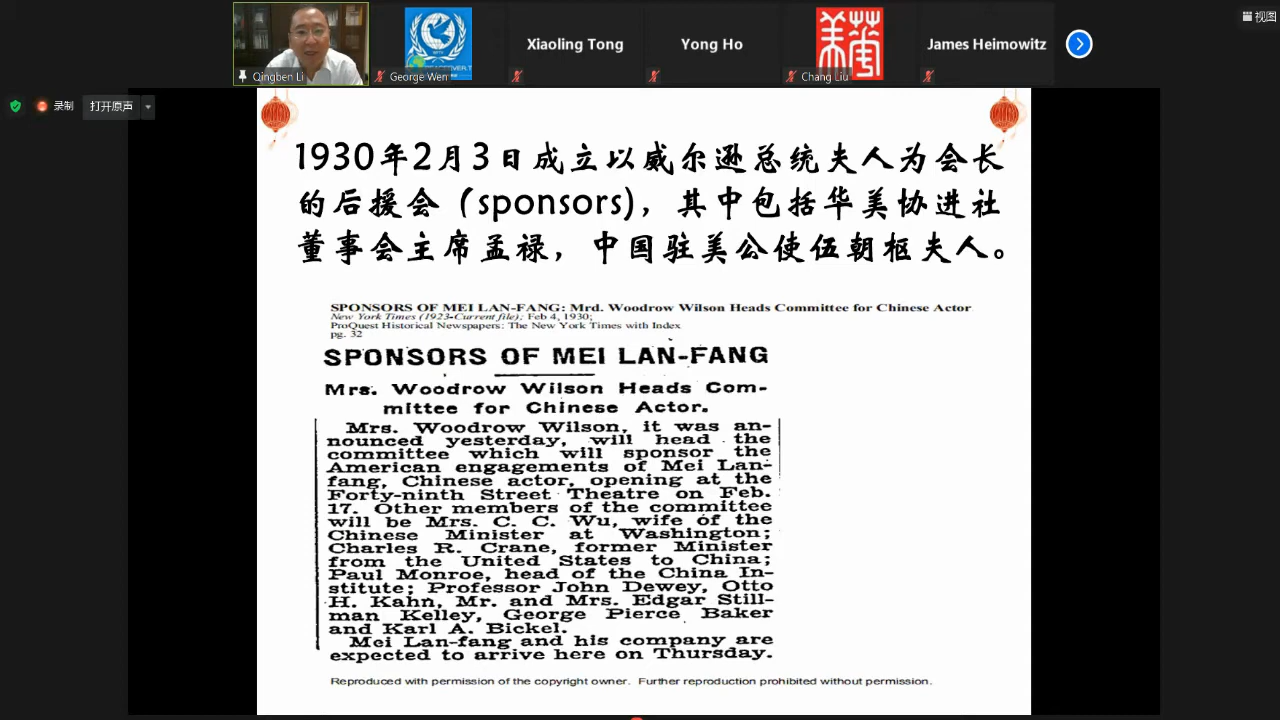 视图
Xiaoling Tong
Yong Ho
James Heimowitz
Qingben Li
George Wen
Chang Liu
录制
打开原声
1930年2月3日成立以威尔逊总统夫人为会长
的后援会（sponsors)，其中包括华美协进社
董事会主席孟禄，中国驻美公使伍朝枢夫人。
SPONSORS OF MEI LAN-FANG: Mrd. Woodrow Wilson Heads Committee for Chinese Actor
New York Times (1923-Current file); Feb 4, 1930;
ProQuest Historical Newspapers: The New York Times with Index
pg. 32
SPONSORS OF MEI LAN-FANG
Mrs. Woodrow Wilson Heads Com-
mittee for Chinese Actor.
Mrs. Woodrow Wilson, it was an-
nounced yesterday, will head the
committee which will sponsor the
American engagements of Mei Lan-
fang, Chinese actor, opening at the
Forty-ninth Street Theatre on Feb.
17. Other members of the committee
will be Mrs. C. C. Wu, wife of the
Chinese Minister at Washington;
Charles R. Crane, former Minister
from the United States to China;
Paul Monroe, head of the China In-
stitute; Professor John Dewey, Otto
H. Kahn, Mr. and Mrs. Edgar Still-
man Kelley, George Pierce Baker
and Karl A. Bickel.
Mei Lan-fang and his company are
expected to arrive here on Thursday.
Reproduced with permission of the copyright owner. Further reproduction prohibited without permission.